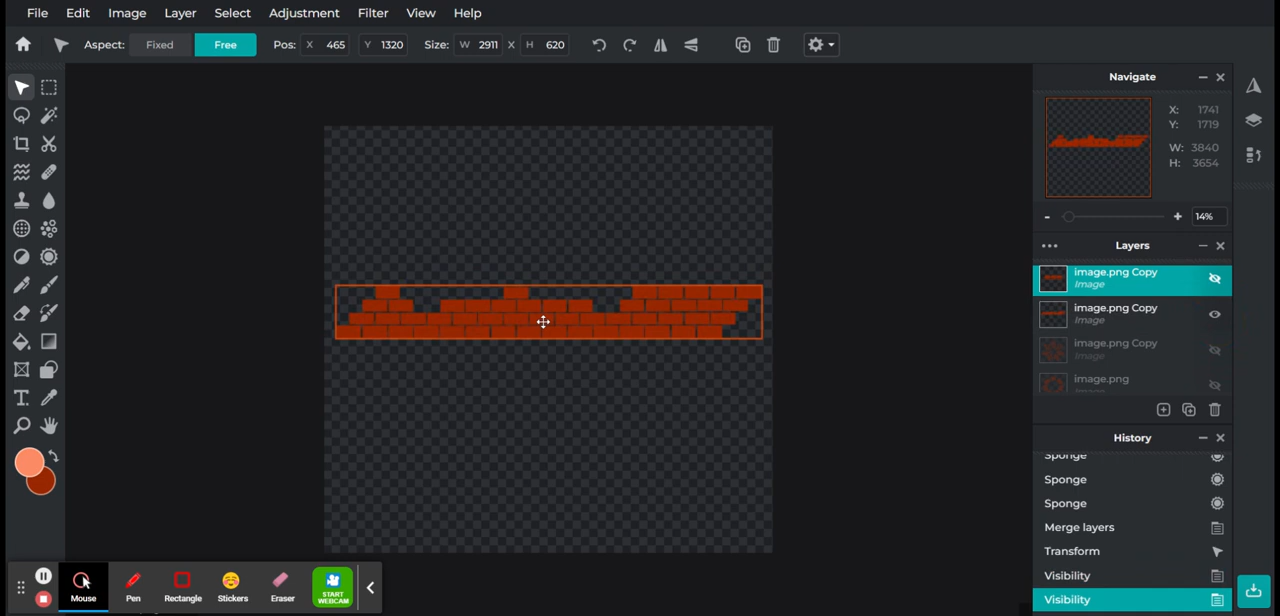 File Edit Image Layer Select Adjustment Filter View Help
Aspect: Fixed Free Pos: X 465 Y 1320 Size: W 2911 X H 620
Navigate
X: 1741
Y: 1719
W: 3840
H: 3654
- + 14%
Layers
image.png Copy
Image
image.png Copy
Image
image.png Copy
Image
image.png
Image
History
Sponge
Sponge
Sponge
Merge layers
Transform
Visibility
Visibility
T
Mouse Pen Rectangle Stickers Eraser START WEBCAM